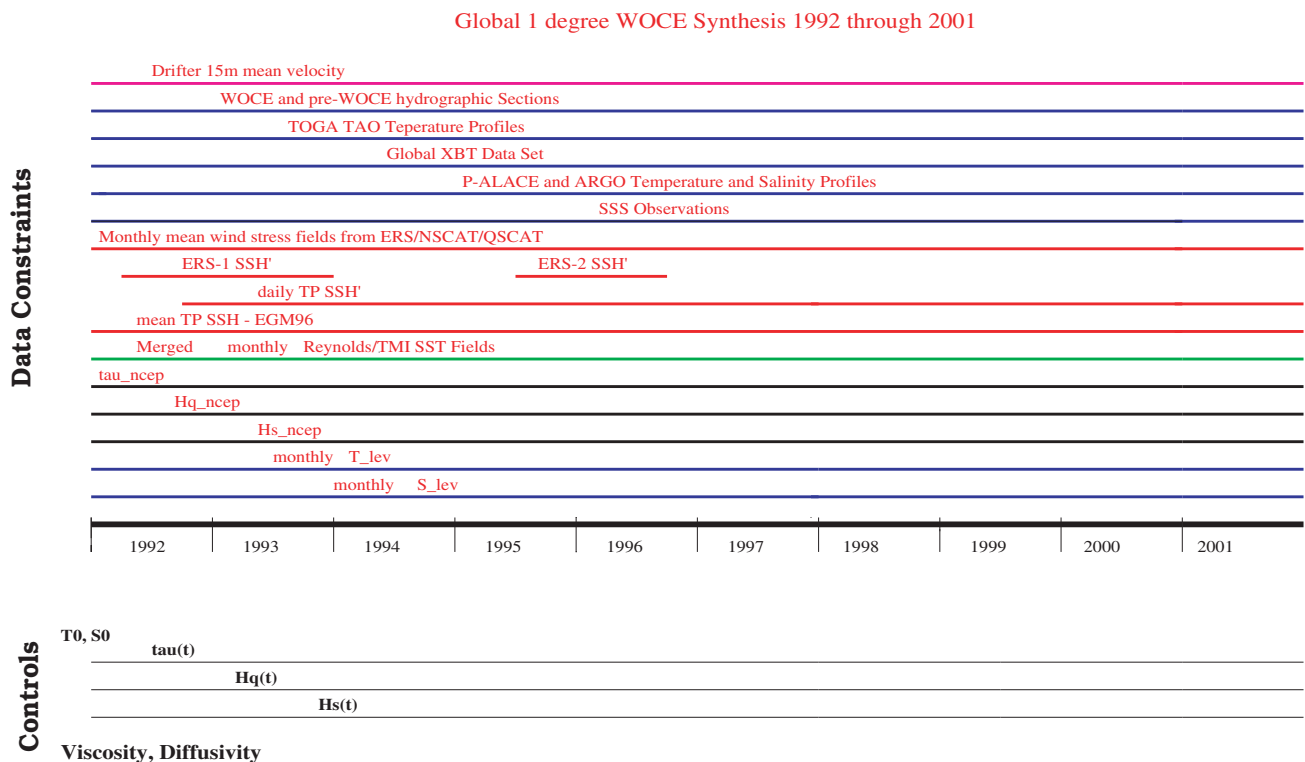 Global 1 degree WOCE Synthesis 1992 through 2001
Data Constraints
Drifter 15m mean velocity
WOCE and pre-WOCE hydrographic Sections
TOGA TAO Teperature Profiles
Global XBT Data Set
P-ALACE and ARGO Temperature and Salinity Profiles
SSS Observations
Monthly mean wind stress fields from ERS/NSCAT/QSCAT
ERS-1 SSH' ERS-2 SSH'
daily TP SSH'
mean TP SSH - EGM96
Merged monthly Reynolds/TMI SST Fields
tau_ncep
Hq_ncep
Hs_ncep
monthly T_lev
monthly S_lev
1992 1993 1994 1995 1996 1997 1998 1999 2000 2001
Controls
T0, S0
tau(t)
Hq(t)
Hs(t)
Viscosity, Diffusivity